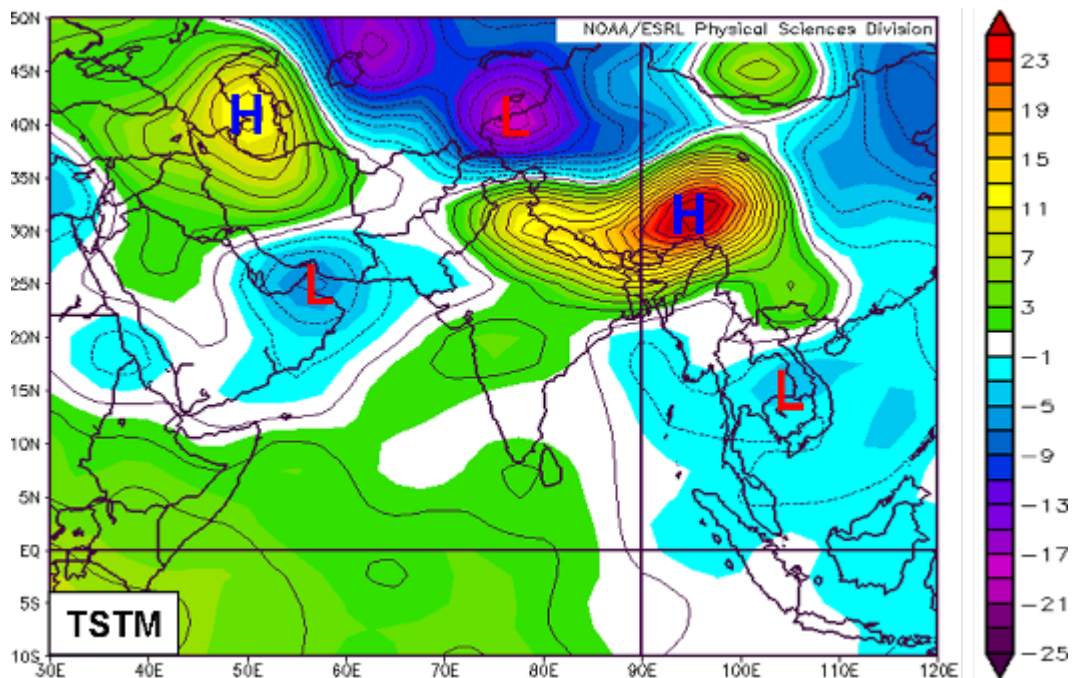 NOAA/ESRL Physical Sciences Division
50N
45N
40N
35N
30N
25N
20N
15N
10N
5N
EQ
5S
10S
H
L
H
L
L
TSTM
30E 40E 50E 60E 70E 80E 90E 100E 110E 120E
23
19
15
11
7
3
-1
-5
-9
-13
-17
-21
-25